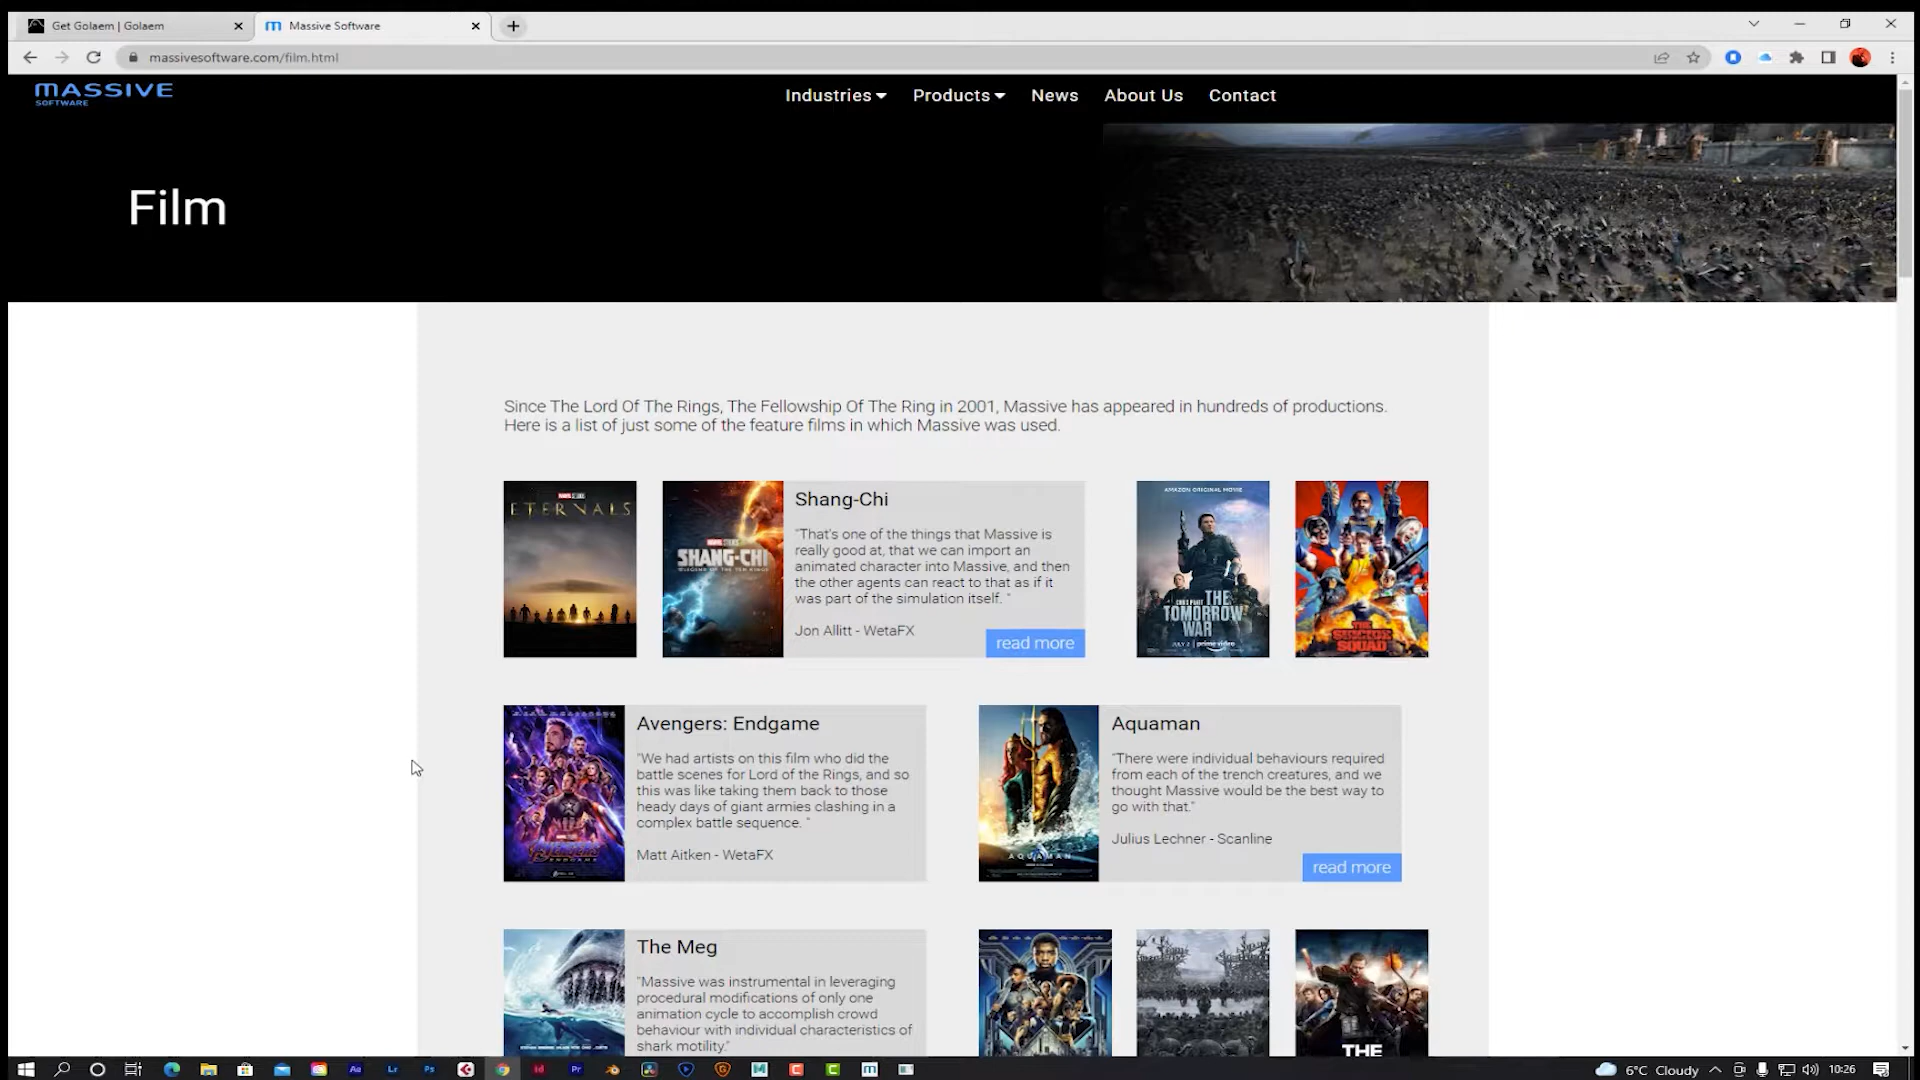 Get Golaem | Golaem
Massive Software
massivesoftware.com/film.html
MASSIVE
SOFTWARE
Industries
Products
News
About Us
Contact
Film
Since The Lord Of The Rings, The Fellowship Of The Ring in 2001, Massive has appeared in hundreds of productions.
Here is a list of just some of the feature films in which Massive was used.
ETERNALS
SHANG-CHI
Shang-Chi
"That's one of the things that Massive is
really good at, that we can import an
animated character into Massive, and then
the other agents can react to that as if it
was part of the simulation itself. "
Jon Allitt - WetaFX
read more
AMAZON ORIGINAL MOVIE
THE
TOMORROW
WAR
JULY 2 | prime video
THE
SUICIDE
SQUAD
Avengers: Endgame
"We had artists on this film who did the
battle scenes for Lord of the Rings, and so
this was like taking them back to those
heady days of giant armies clashing in a
complex battle sequence. "
Matt Aitken - WetaFX
AQUAMAN
Aquaman
"There were individual behaviours required
from each of the trench creatures, and we
thought Massive would be the best way to
go with that."
Julius Lechner - Scanline
read more
The Meg
"Massive was instrumental in leveraging
procedural modifications of only one
animation cycle to accomplish crowd
behaviour with individual characteristics of
shark motility."
THE
6°C Cloudy
10:26